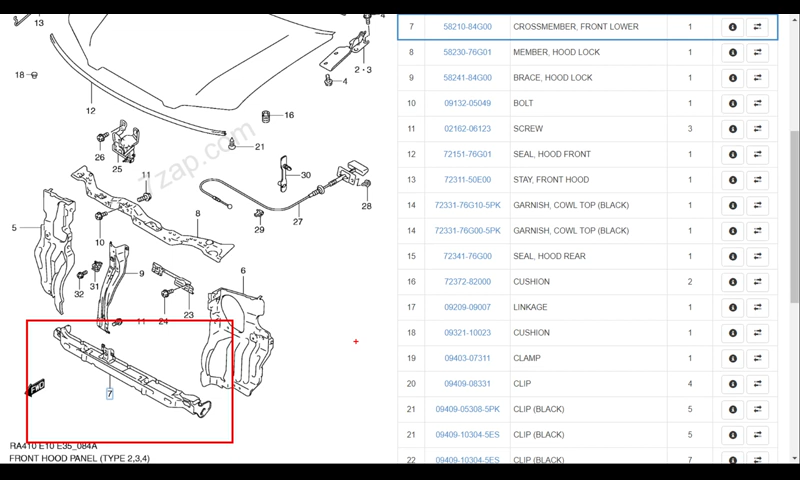 18
12
16
21
4
2 • 3
26
25
11
30
28
27
29
5
10
8
31
32
9
24
23
6
11
7
FWD
7zap.com
RA410 E10 E35_084A
FRONT HOOD PANEL (TYPE 2,3,4)
7 58210-84G00 CROSSMEMBER, FRONT LOWER 1
8 58230-76G01 MEMBER, HOOD LOCK 1
9 58241-84G00 BRACE, HOOD LOCK 1
10 09132-05049 BOLT 1
11 02162-06123 SCREW 3
12 72151-76G01 SEAL, HOOD FRONT 1
13 72311-50E00 STAY, FRONT HOOD 1
14 72331-76G10-5PK GARNISH, COWL TOP (BLACK) 1
14 72331-76G00-5PK GARNISH, COWL TOP (BLACK) 1
15 72341-76G00 SEAL, HOOD REAR 1
16 72372-82000 CUSHION 2
17 09209-09007 LINKAGE 1
18 09321-10023 CUSHION 1
19 09403-07311 CLAMP 1
20 09409-08331 CLIP 4
21 09409-05308-5PK CLIP (BLACK) 5
21 09409-10304-5ES CLIP (BLACK) 5
22 09409-10304-5ES CLIP (BLACK) 7